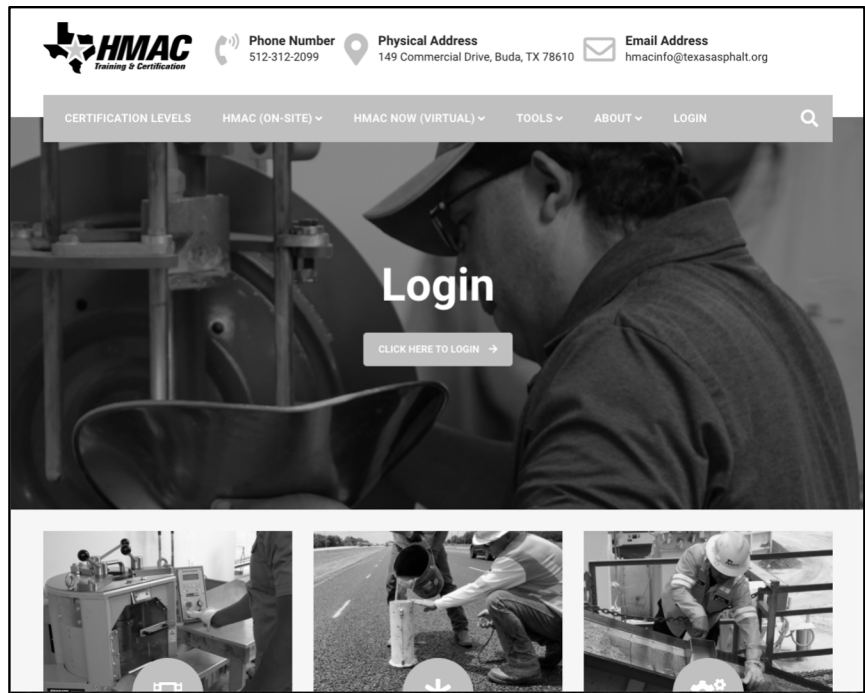 HMAC
Training & Certification
Phone Number
512-312-2099
Physical Address
149 Commercial Drive, Buda, TX 78610
Email Address
hmacinfo@texasasphalt.org
CERTIFICATION LEVELS
HMAC (ON-SITE)
HMAC NOW (VIRTUAL)
TOOLS
ABOUT
LOGIN
Login
CLICK HERE TO LOGIN